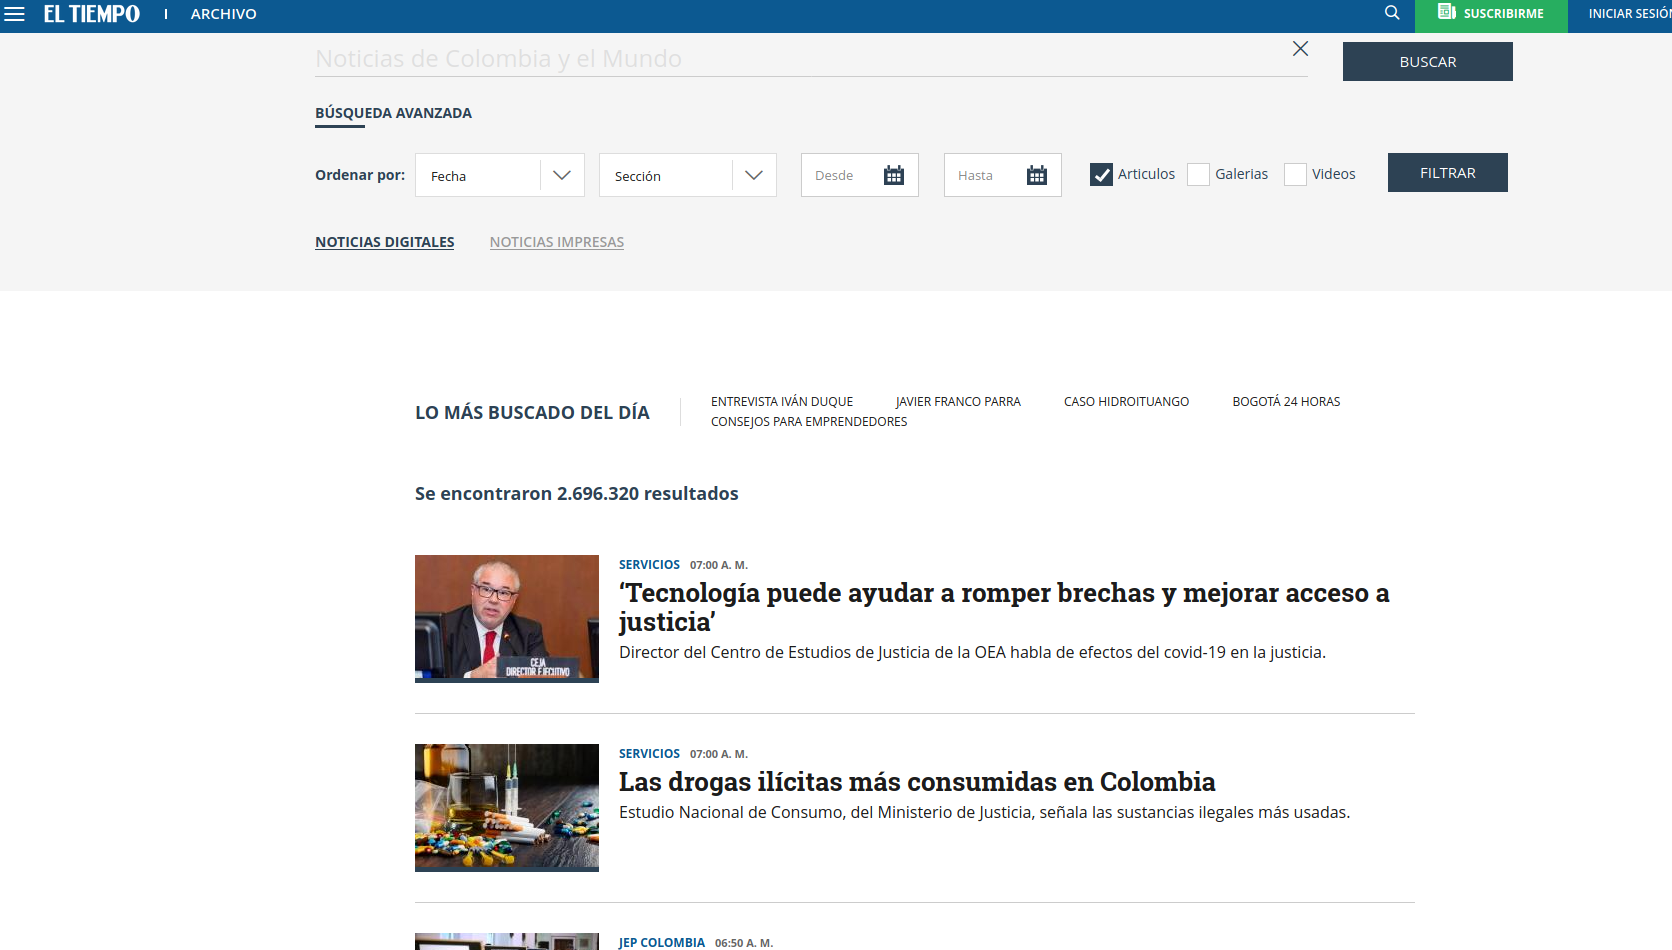 EL TIEMPO ARCHIVO SUSCRIBIRME INICIAR SESIÓN
Noticias de Colombia y el Mundo BUSCAR
BÚSQUEDA AVANZADA
Ordenar por: Fecha Sección Desde Hasta Articulos Galerias Videos FILTRAR
NOTICIAS DIGITALES NOTICIAS IMPRESAS
LO MÁS BUSCADO DEL DÍA
ENTREVISTA IVÁN DUQUE JAVIER FRANCO PARRA CASO HIDROITUANGO BOGOTÁ 24 HORAS
CONSEJOS PARA EMPRENDEDORES
Se encontraron 2.696.320 resultados
SERVICIOS 07:00 A. M.
‘Tecnología puede ayudar a romper brechas y mejorar acceso a
justicia’
Director del Centro de Estudios de Justicia de la OEA habla de efectos del covid-19 en la justicia.
CEJA
DIRECTOR EJECUTIVO
SERVICIOS 07:00 A. M.
Las drogas ilícitas más consumidas en Colombia
Estudio Nacional de Consumo, del Ministerio de Justicia, señala las sustancias ilegales más usadas.
JEP COLOMBIA 06:50 A. M.